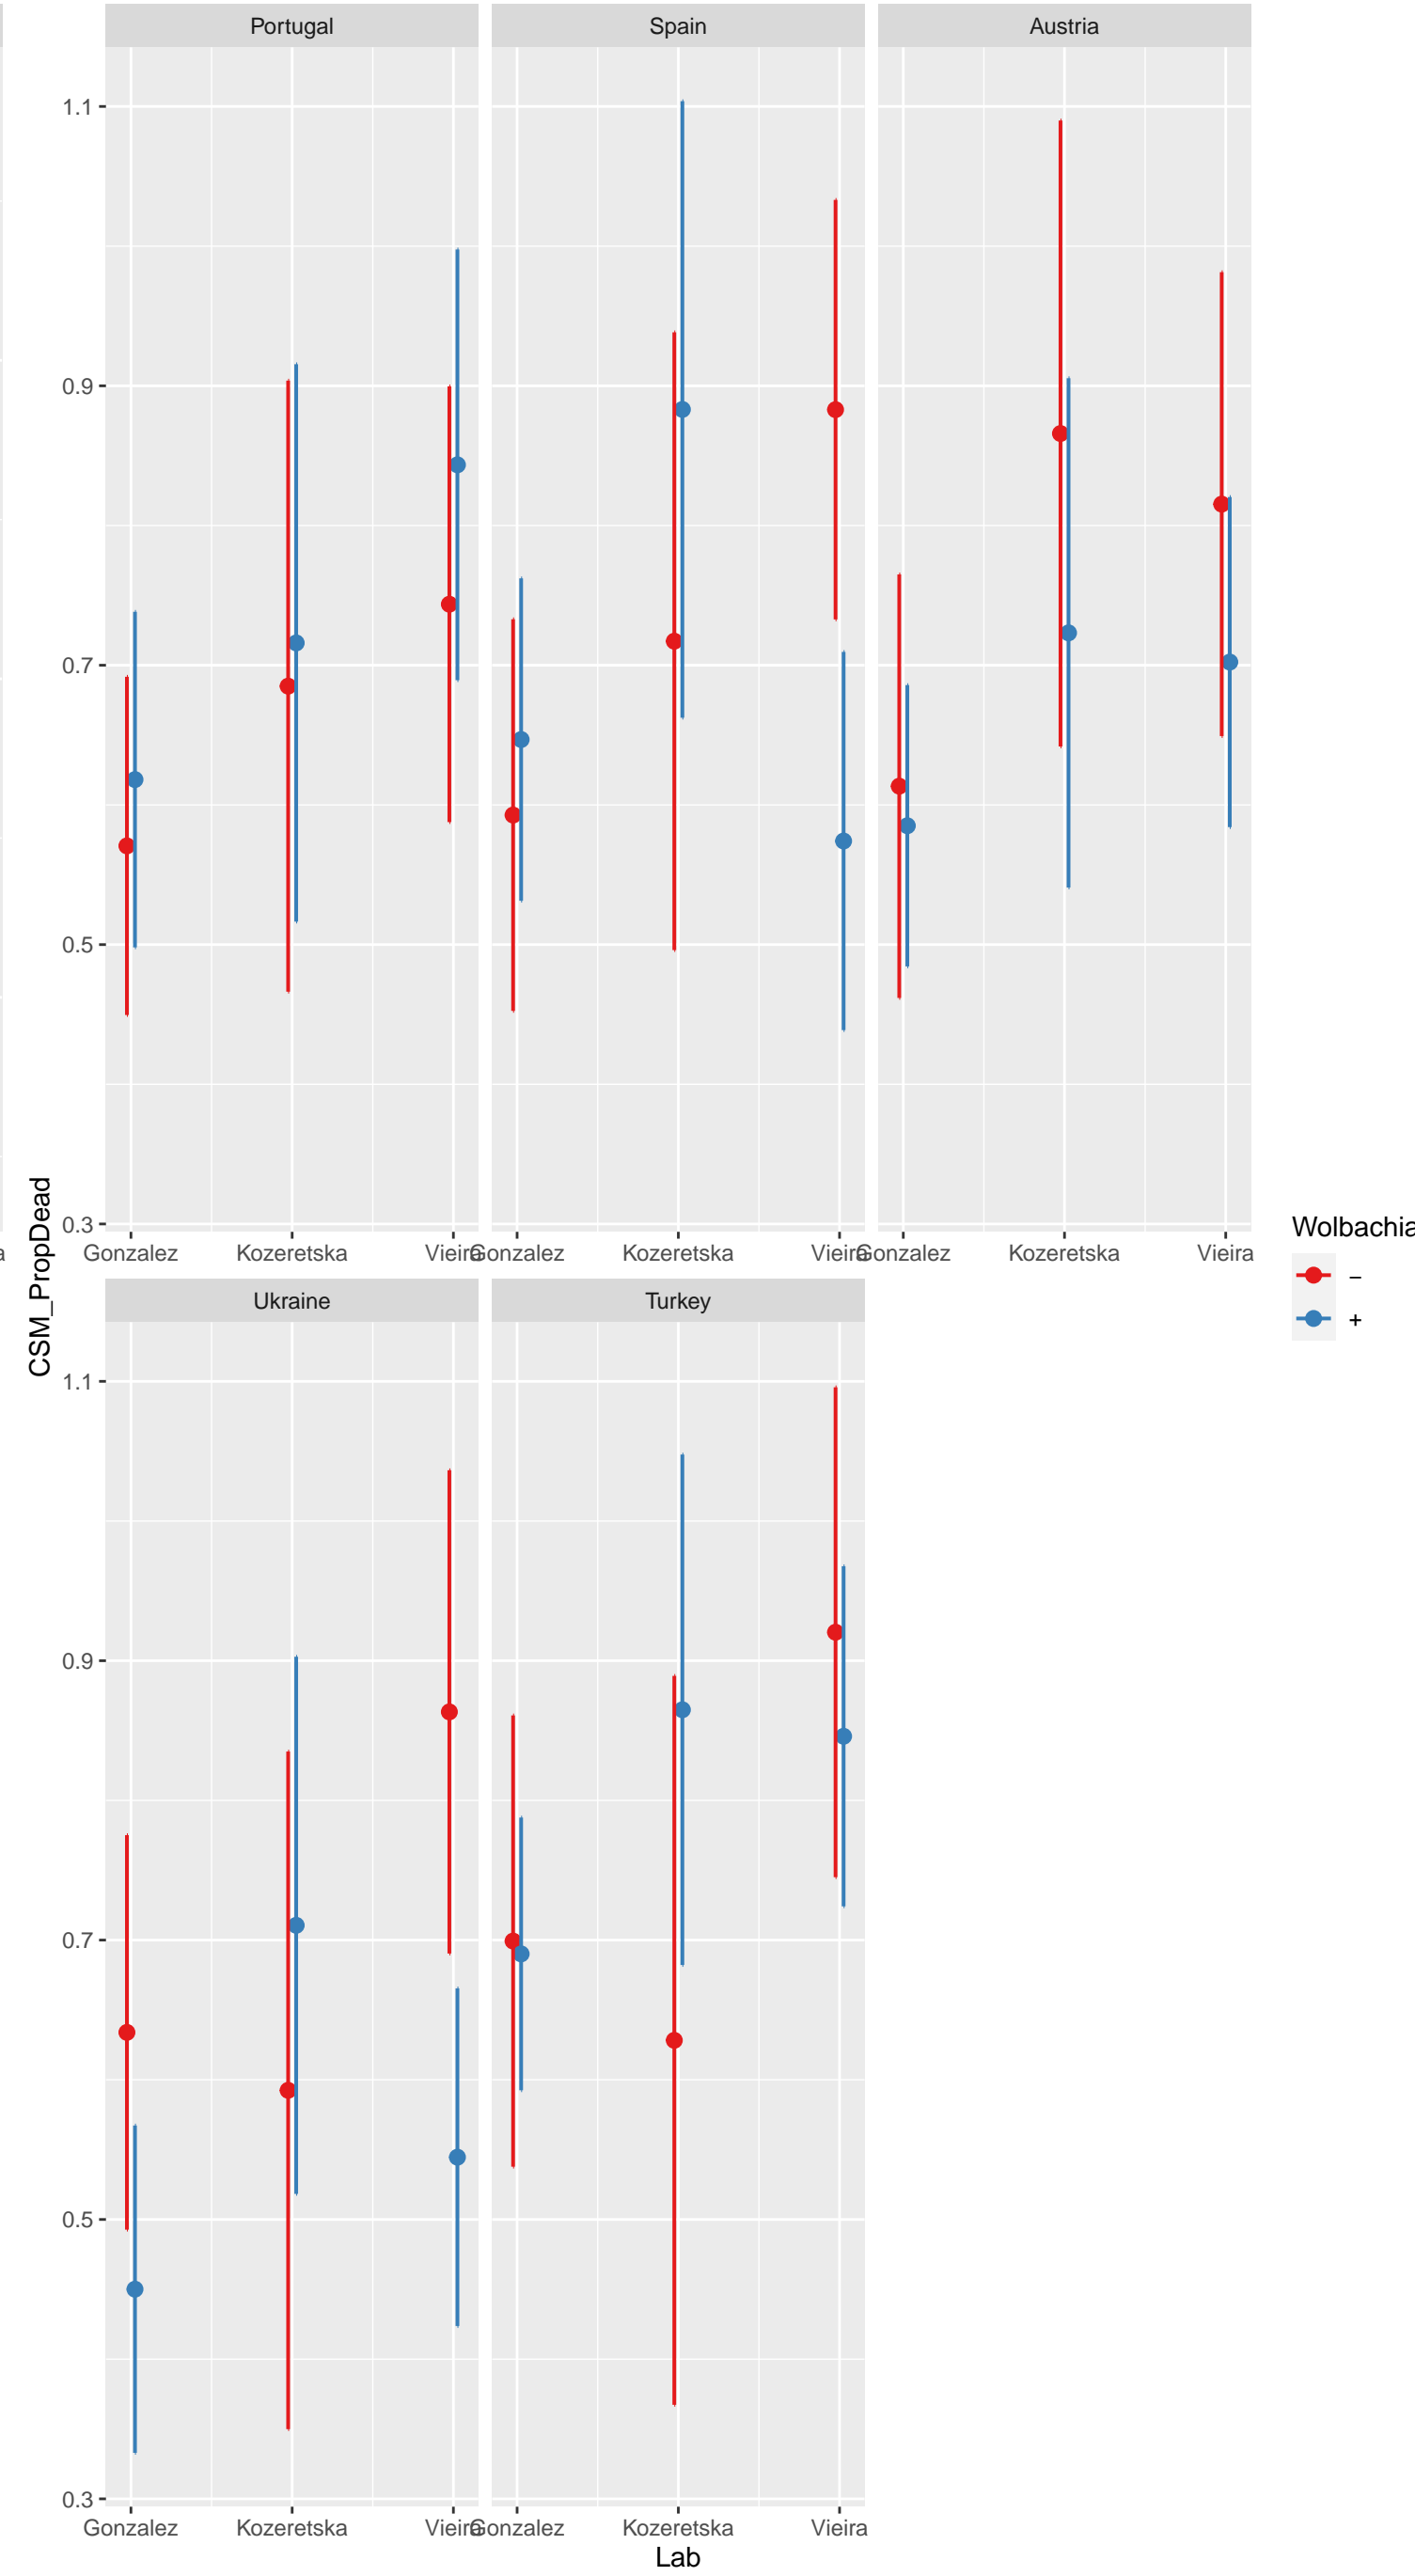 Portugal Spain Austria
1.1
0.9
0.7
0.5
0.3
Gonzalez Kozeretska Vieira Gonzalez Kozeretska Vieira Gonzalez Kozeretska Vieira
a
CSM_PropDead
Wolbachia
–
+
Ukraine Turkey
1.1
0.9
0.7
0.5
0.3
Gonzalez Kozeretska Vieira Gonzalez Kozeretska Vieira
Lab